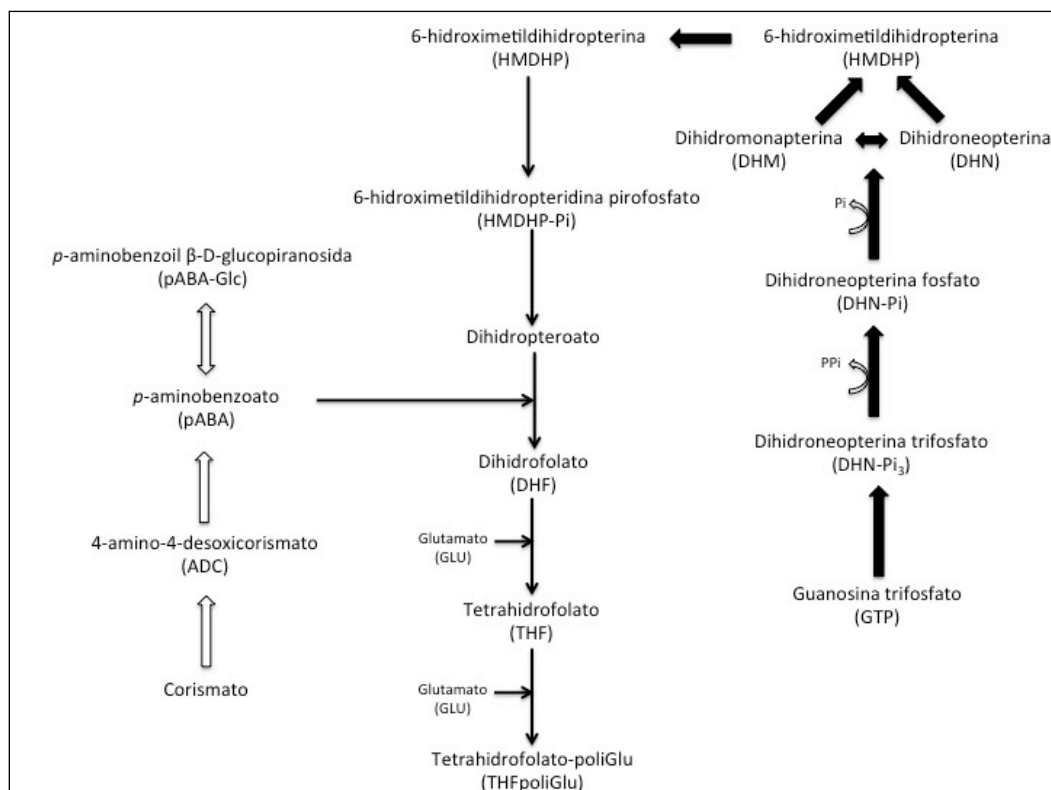 6-hidroximetildihidropterina
(HMDHP)
6-hidroximetildihidropterina
(HMDHP)
Dihidromonapterina
(DHM)
Dihidroneopterina
(DHN)
6-hidroximetildihidropteridina pirofosfato
(HMDHP-Pi)
Pi
p-aminobenzoil β-D-glucopiranosida
(pABA-Glc)
Dihidroneopterina fosfato
(DHN-Pi)
Dihidropteroato
PPi
p-aminobenzoato
(pABA)
Dihidroneopterina trifosfato
(DHN-Pi₃)
Dihidrofolato
(DHF)
4-amino-4-desoxicorismato
(ADC)
Glutamato
(GLU)
Guanosina trifosfato
(GTP)
Tetrahidrofolato
(THF)
Corismato
Glutamato
(GLU)
Tetrahidrofolato-poliGlu
(THFpoliGlu)